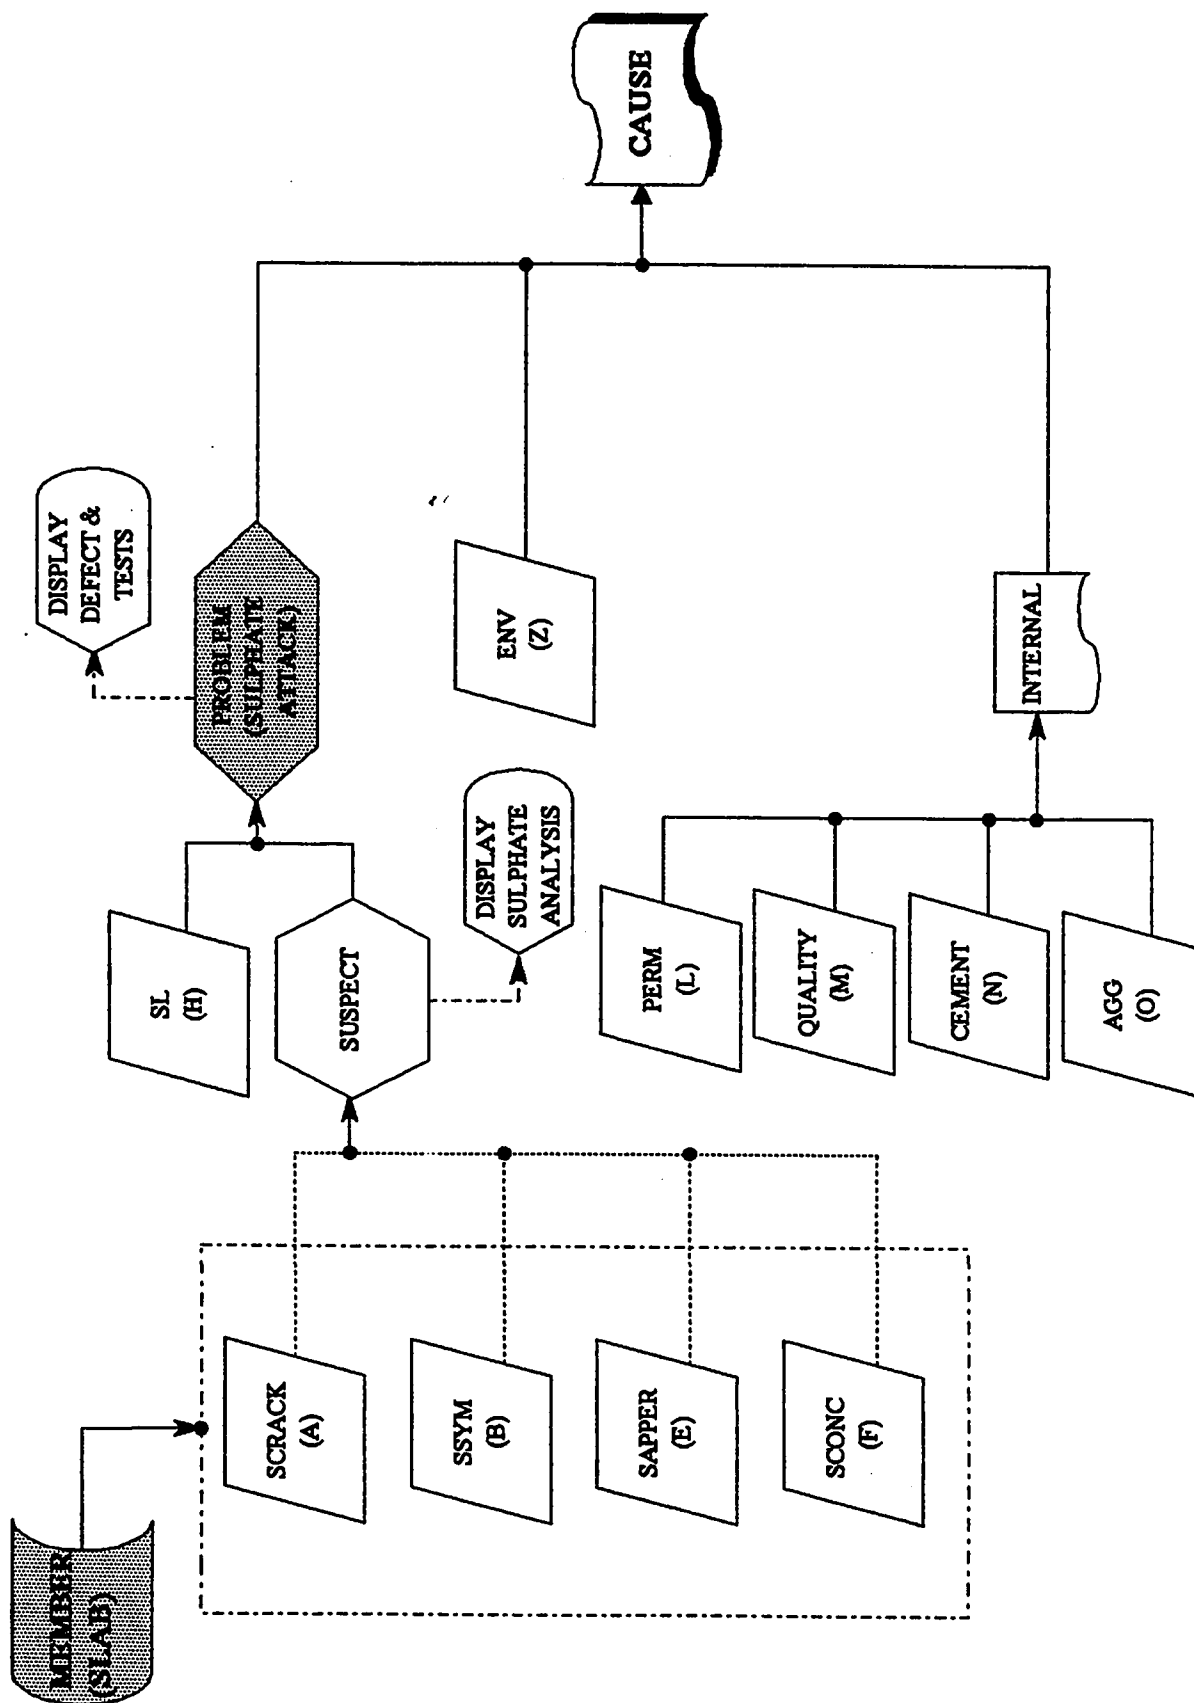 MEMBER
(SLAB)
SCRACK
(A)
SSYM
(B)
SAPPER
(E)
SCONC
(F)
SL
(H)
SUSPECT
DISPLAY
SULPHATE
ANALYSIS
PROBLEM
(SULPHATE
ATTACK)
DISPLAY
DEFECT &
TESTS
ENV
(Z)
PERM
(L)
QUALITY
(M)
CEMENT
(N)
AGG
(O)
INTERNAL
CAUSE